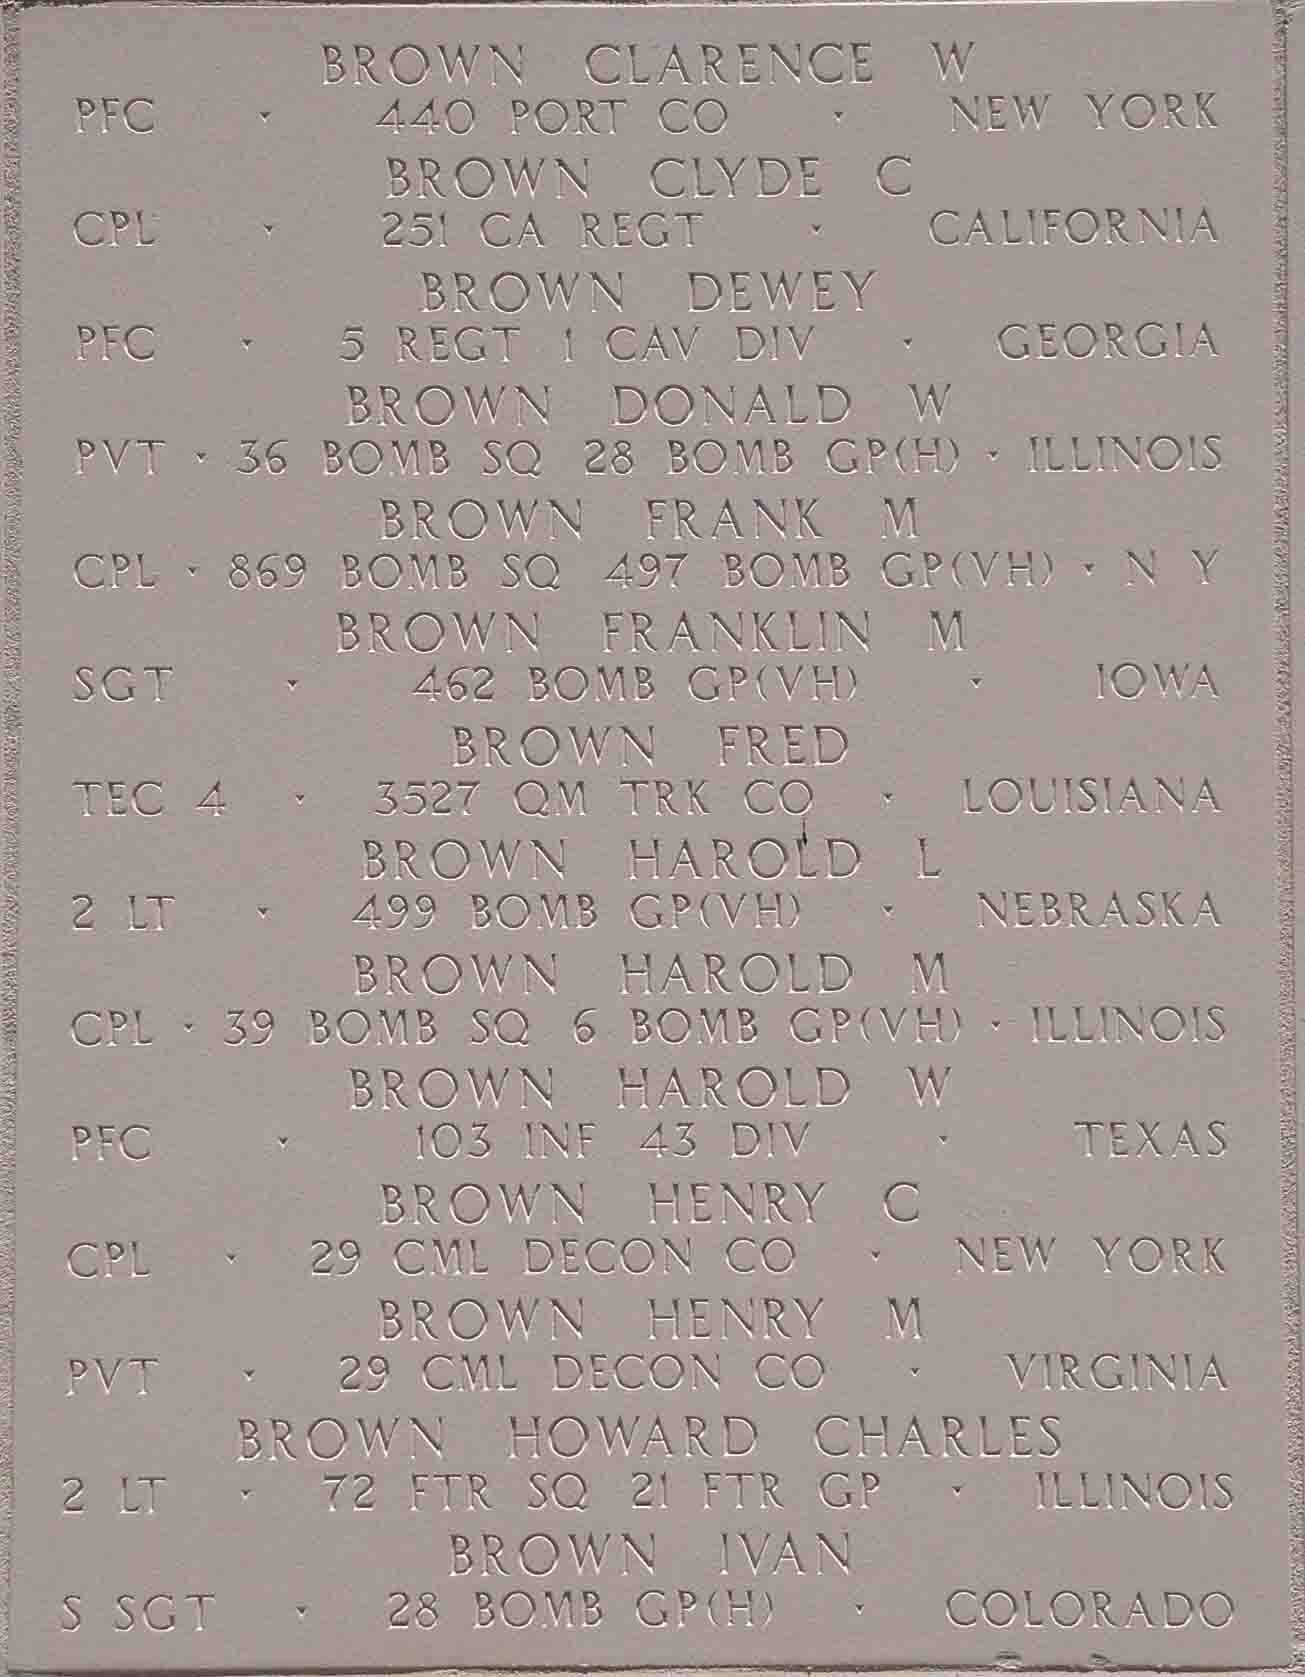 BROWN CLARENCE W
PFC · 440 PORT CO · NEW YORK
BROWN CLYDE C
CPL · 251 CA REGT · CALIFORNIA
BROWN DEWEY
PFC · 5 REGT 1 CAV DIV · GEORGIA
BROWN DONALD W
PVT · 36 BOMB SQ 28 BOMB GP(H) · ILLINOIS
BROWN FRANK M
CPL · 869 BOMB SQ 497 BOMB GP(VH) · N Y
BROWN FRANKLIN M
SGT · 462 BOMB GP(VH) · IOWA
BROWN FRED
TEC 4 · 3527 QM TRK CO · LOUISIANA
BROWN HAROLD L
2 LT · 499 BOMB GP(VH) · NEBRASKA
BROWN HAROLD M
CPL · 39 BOMB SQ 6 BOMB GP(VH) · ILLINOIS
BROWN HAROLD W
PFC · 103 INF 43 DIV · TEXAS
BROWN HENRY C
CPL · 29 CML DECON CO · NEW YORK
BROWN HENRY M
PVT · 29 CML DECON CO · VIRGINIA
BROWN HOWARD CHARLES
2 LT · 72 FTR SQ 21 FTR GP · ILLINOIS
BROWN IVAN
S SGT · 28 BOMB GP(H) · COLORADO